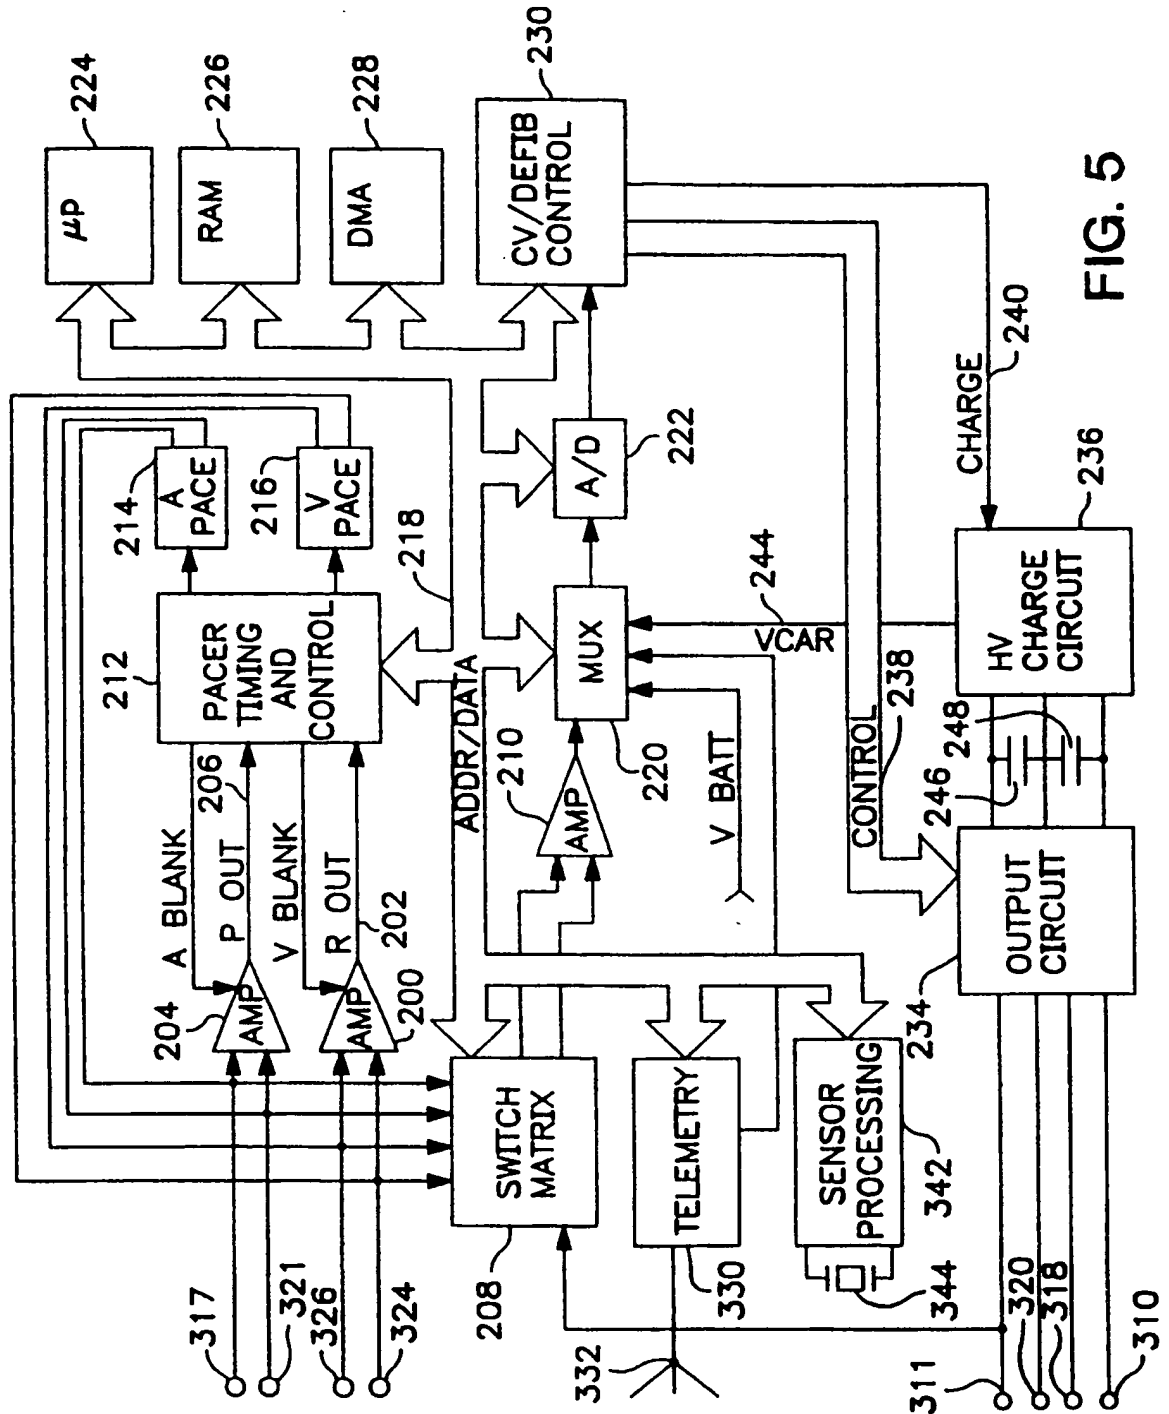 224
µP
226
RAM
228
DMA
230
CV/DEFIB
CONTROL
214
A
PACE
216
V
PACE
218
212
PACER
TIMING
AND
CONTROL
A BLANK
P OUT
206
V BLANK
R OUT
202
204
AMP
AMP
200
ADDR/DATA
210
AMP
MUX
220
A/D
222
V BATT
VCAR
244
CONTROL
238
CHARGE
240
HV
CHARGE
CIRCUIT
236
246
248
OUTPUT
CIRCUIT
234
SWITCH
MATRIX
208
TELEMETRY
330
332
SENSOR
PROCESSING
342
344
317
321
326
324
311
320
318
310
FIG. 5